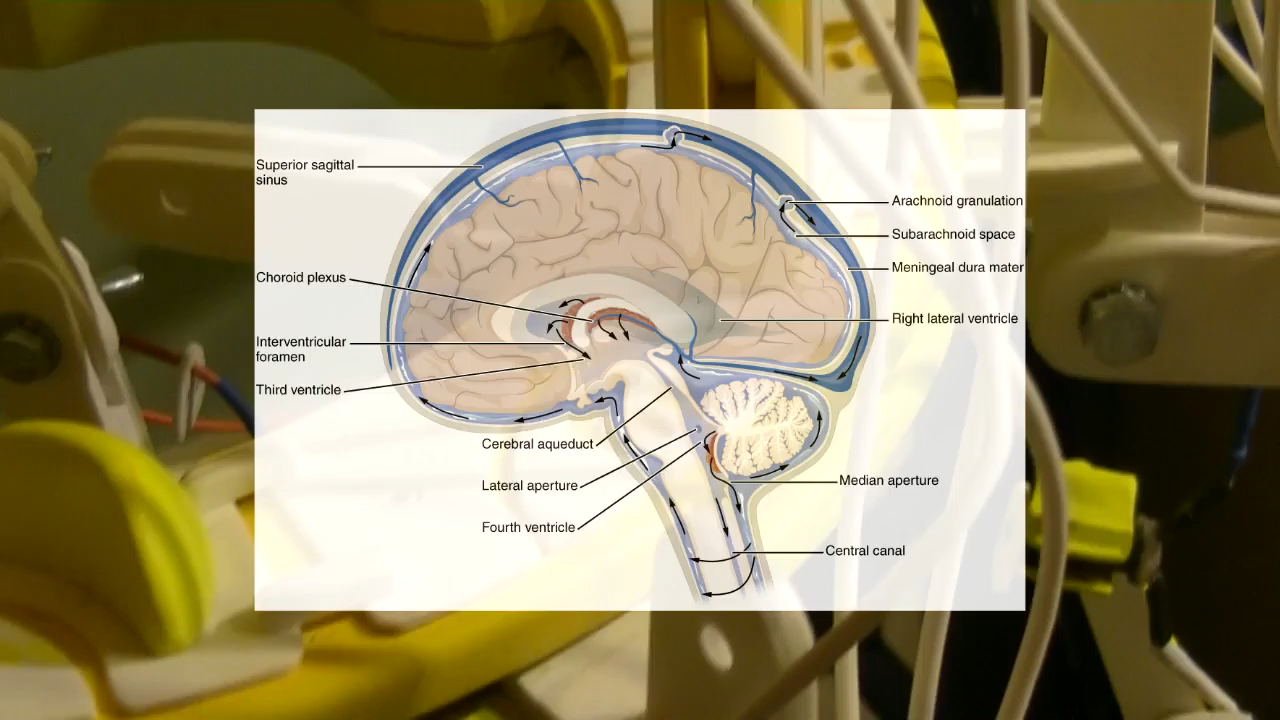 Superior sagittal
sinus
Choroid plexus
Interventricular
foramen
Third ventricle
Cerebral aqueduct
Lateral aperture
Fourth ventricle
Arachnoid granulation
Subarachnoid space
Meningeal dura mater
Right lateral ventricle
Median aperture
Central canal